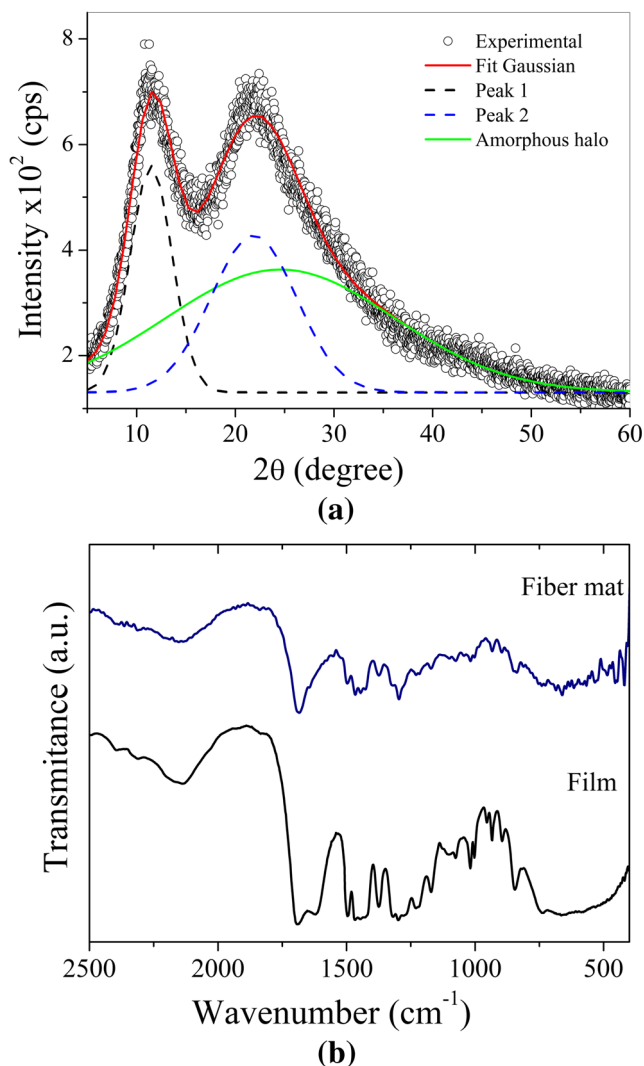 8
6
4
2
Intensity x10² (cps)
Experimental
Fit Gaussian
Peak 1
Peak 2
Amorphous halo
10 20 30 40 50 60
2θ (degree)
(a)
Transmitance (a.u.)
Fiber mat
Film
2500 2000 1500 1000 500
Wavenumber (cm⁻¹)
(b)